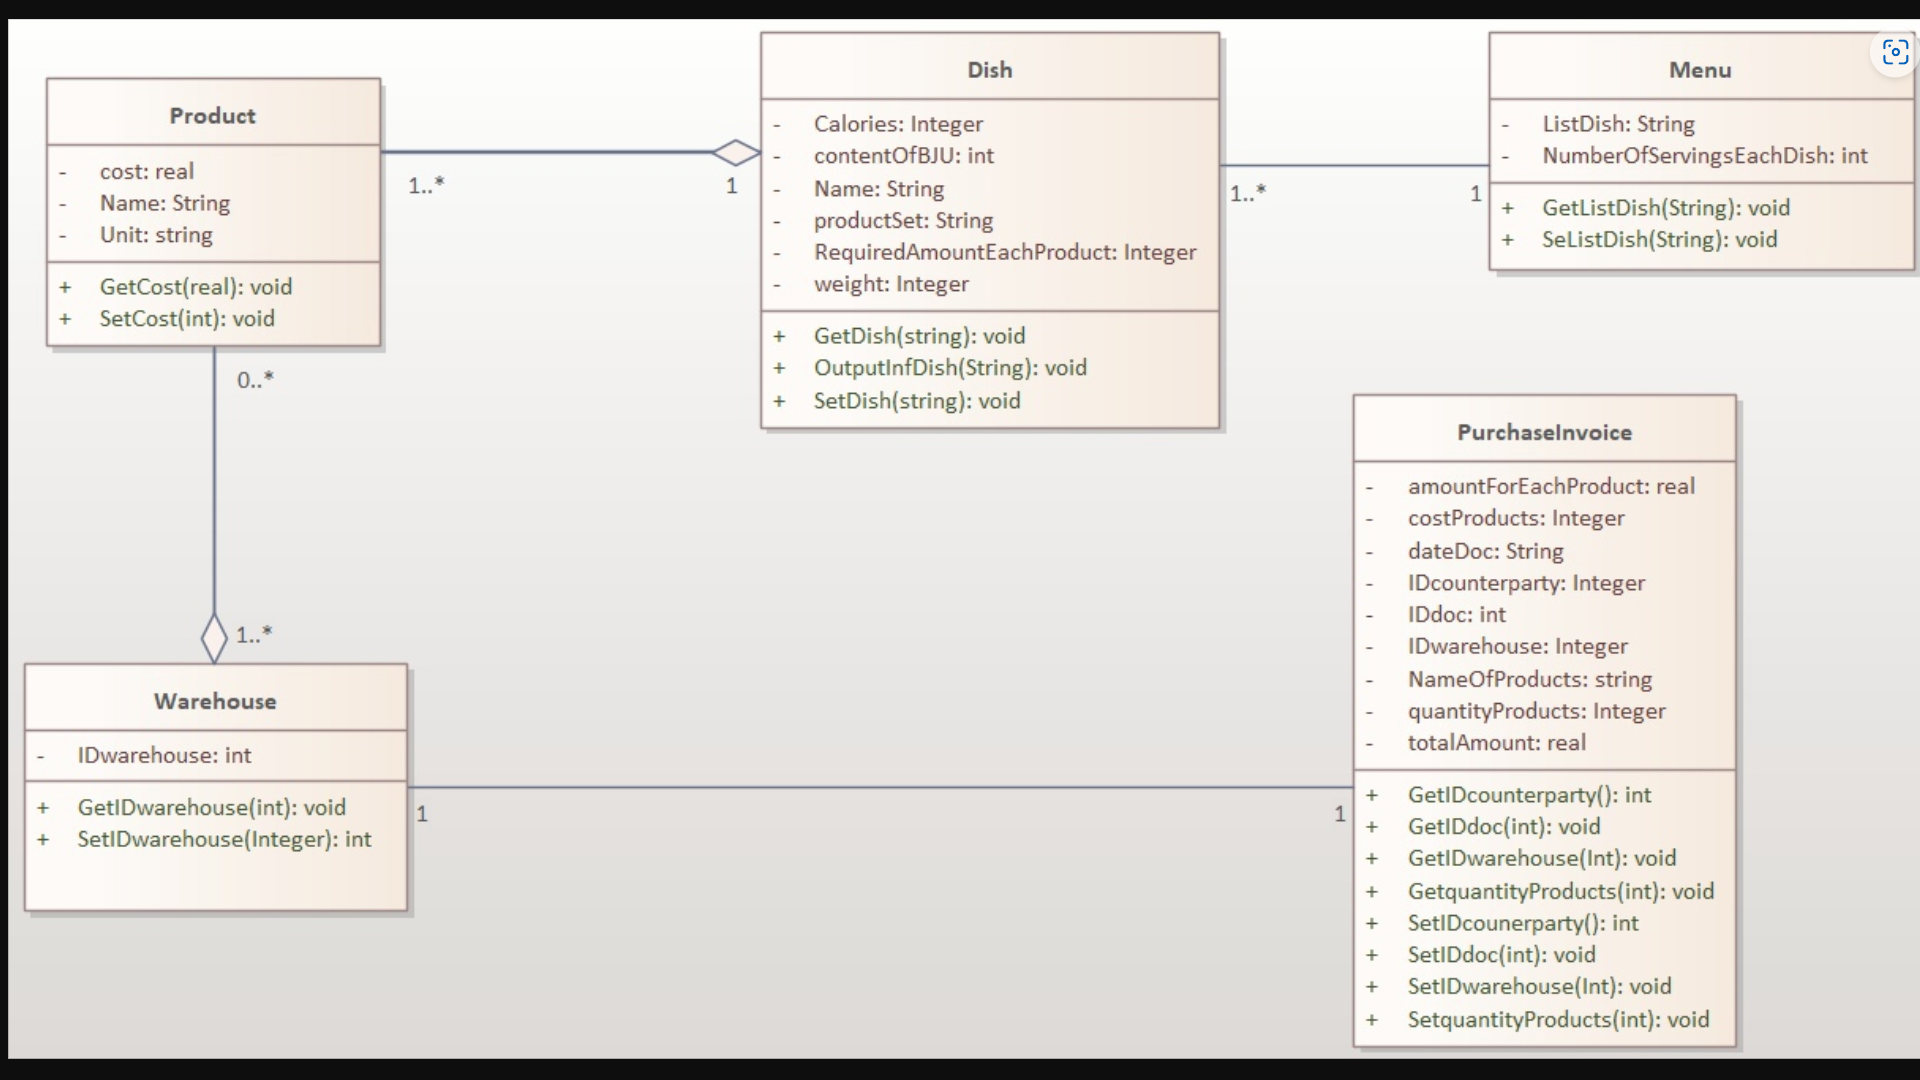 Product
- cost: real
- Name: String
- Unit: string
+ GetCost(real): void
+ SetCost(int): void
1..*
1
Dish
- Calories: Integer
- contentOfBJU: int
- Name: String
- productSet: String
- RequiredAmountEachProduct: Integer
- weight: Integer
+ GetDish(string): void
+ OutputInfDish(String): void
+ SetDish(string): void
1..*
1
Menu
- ListDish: String
- NumberOfServingsEachDish: int
+ GetListDish(String): void
+ SeListDish(String): void
0..*
1..*
Warehouse
- IDwarehouse: int
+ GetIDwarehouse(int): void
+ SetIDwarehouse(Integer): int
1
1
PurchaseInvoice
- amountForEachProduct: real
- costProducts: Integer
- dateDoc: String
- IDcounterparty: Integer
- IDdoc: int
- IDwarehouse: Integer
- NameOfProducts: string
- quantityProducts: Integer
- totalAmount: real
+ GetIDcounterparty(): int
+ GetIDdoc(int): void
+ GetIDwarehouse(Int): void
+ GetquantityProducts(int): void
+ SetIDcounerparty(): int
+ SetIDdoc(int): void
+ SetIDwarehouse(Int): void
+ SetquantityProducts(int): void